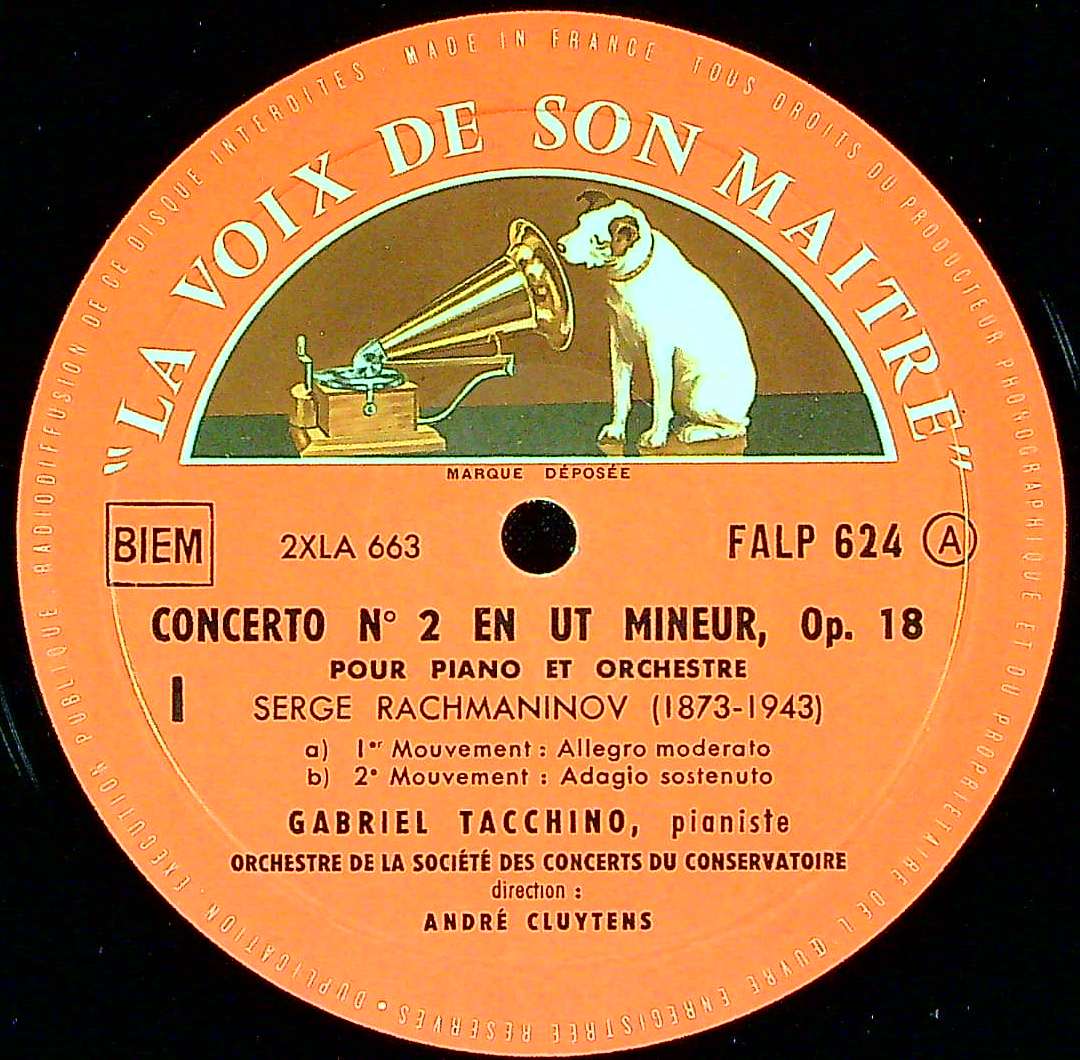 MADE IN FRANCE
TOUS DROITS DU PRODUCTEUR PHONOGRAPHIQUE ET DU PROPRIETAIRE DE L'ŒUVRE ENREGISTREE RESERVES • DUPLICATION, EXECUTION PUBLIQUE RADIODIFFUSION DE CE DISQUE INTERDITES
"LA VOIX DE SON MAITRE"
MARQUE DÉPOSÉE
BIEM 2XLA 663 FALP 624 A
CONCERTO N° 2 EN UT MINEUR, Op. 18
POUR PIANO ET ORCHESTRE
I SERGE RACHMANINOV (1873-1943)
a) 1er Mouvement : Allegro moderato
b) 2e Mouvement : Adagio sostenuto
GABRIEL TACCHINO, pianiste
ORCHESTRE DE LA SOCIÉTÉ DES CONCERTS DU CONSERVATOIRE
direction :
ANDRÉ CLUYTENS